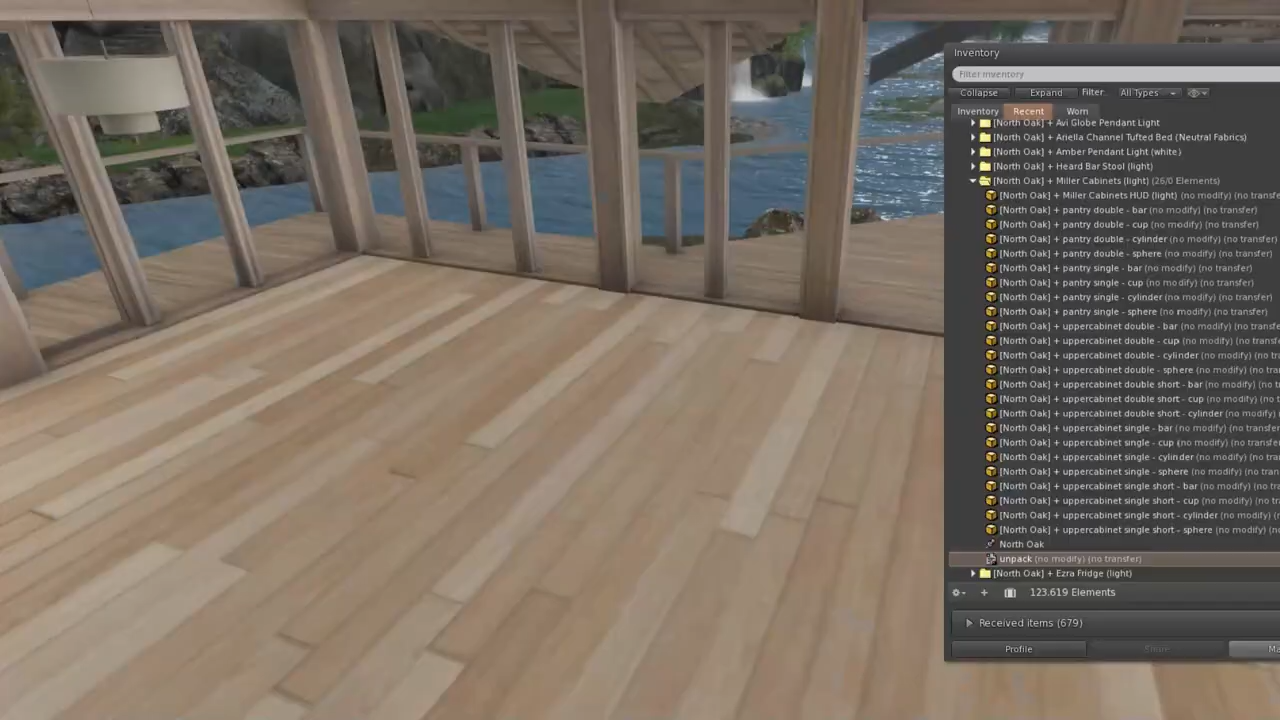 Inventory
Filter Inventory
Collapse Expand Filter: All Types
Inventory Recent Worn
[North Oak] + Avi Globe Pendant Light
[North Oak] + Ariella Channel Tufted Bed (Neutral Fabrics)
[North Oak] + Amber Pendant Light (white.)
[North Oak] + Heard Bar Stool (light)
[North Oak] + Miller Cabinets (light) (26/0 Elements)
[North Oak] + Miller Cabinets HUD (light) (no modify) (no transfer)
[North Oak] + pantry double - bar (no modify) (no transfer)
[North Oak] + pantry double - cup (no modify) (no transfer)
[North Oak] + pantry double - cylinder (no modify) (no transfer)
[North Oak] + pantry double - sphere (no modify) (no transfer)
[North Oak] + pantry single - bar (no modify) (no transfer)
[North Oak] + pantry single - cup (no modify) (no transfer)
[North Oak] + pantry single - cylinder (no modify) (no transfer)
[North Oak] + pantry single - sphere (no modify) (no transfer)
[North Oak] + uppercabinet double - bar (no modify) (no transfe
[North Oak] + uppercabinet double - cup (no modify) (no transfe
[North Oak] + uppercabinet double - cylinder (no modify) (no tra
[North Oak] + uppercabinet double - sphere (no modify) (no tran
[North Oak] + uppercabinet double short - bar (no modify) (no t
[North Oak] + uppercabinet double short - cup (no modify) (no t
[North Oak] + uppercabinet double short - cylinder (no modify)
[North Oak] + uppercabinet single - bar (no modify) (no transfer
[North Oak] + uppercabinet single - cup (no modify) (no transfe
[North Oak] + uppercabinet single - cylinder (no modify) (no tra
[North Oak] + uppercabinet single - sphere (no modify) (no tran
[North Oak] + uppercabinet single short - bar (no modify) (no tr
[North Oak] + uppercabinet single short - cup (no modify) (no t
[North Oak] + uppercabinet single short - cylinder (no modify)
[North Oak] + uppercabinet single short - sphere (no modify) (n
North Oak
unpack (no modify) (no transfer)
[North Oak] + Ezra Fridge (light)
123.619 Elements
Received items (679)
Profile Share Ma